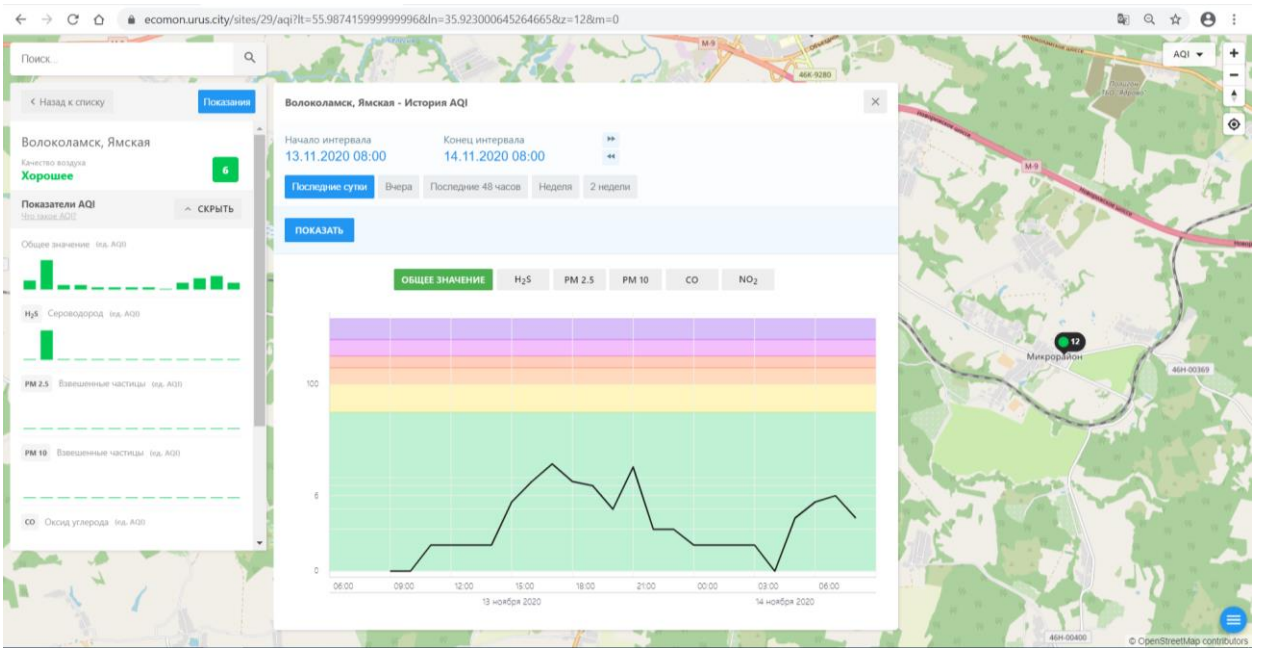 ecomon.urus.city/sites/29/aqi?lt=55.987415999999996&ln=35.92300064526466​5&z=12&m=0
Поиск...
М-9
46К-9280
AQI
< Назад к списку
Показания
Волоколамск, Ямская
Качество воздуха
Хорошее
6
Показатели AQI
Что такое AQI?
СКРЫТЬ
Общее значение (ед. AQI)
H₂S Сероводород (ед. AQI)
PM 2.5 Взвешенные частицы (ед. AQI)
PM 10 Взвешенные частицы (ед. AQI)
CO Оксид углерода (ед. AQI)
Волоколамск, Ямская - История AQI
Начало интервала
Конец интервала
13.11.2020 08:00
14.11.2020 08:00
Последние сутки
Вчера
Последние 48 часов
Неделя
2 недели
ПОКАЗАТЬ
ОБЩЕЕ ЗНАЧЕНИЕ
H₂S
PM 2.5
PM 10
CO
NO₂
100
6
0
06:00 09:00 12:00 15:00 18:00 21:00 00:00 03:00 06:00
13 ноября 2020
14 ноября 2020
М-9
12
Микрорайон
46Н-00369
46Н-00400
© OpenStreetMap contributors